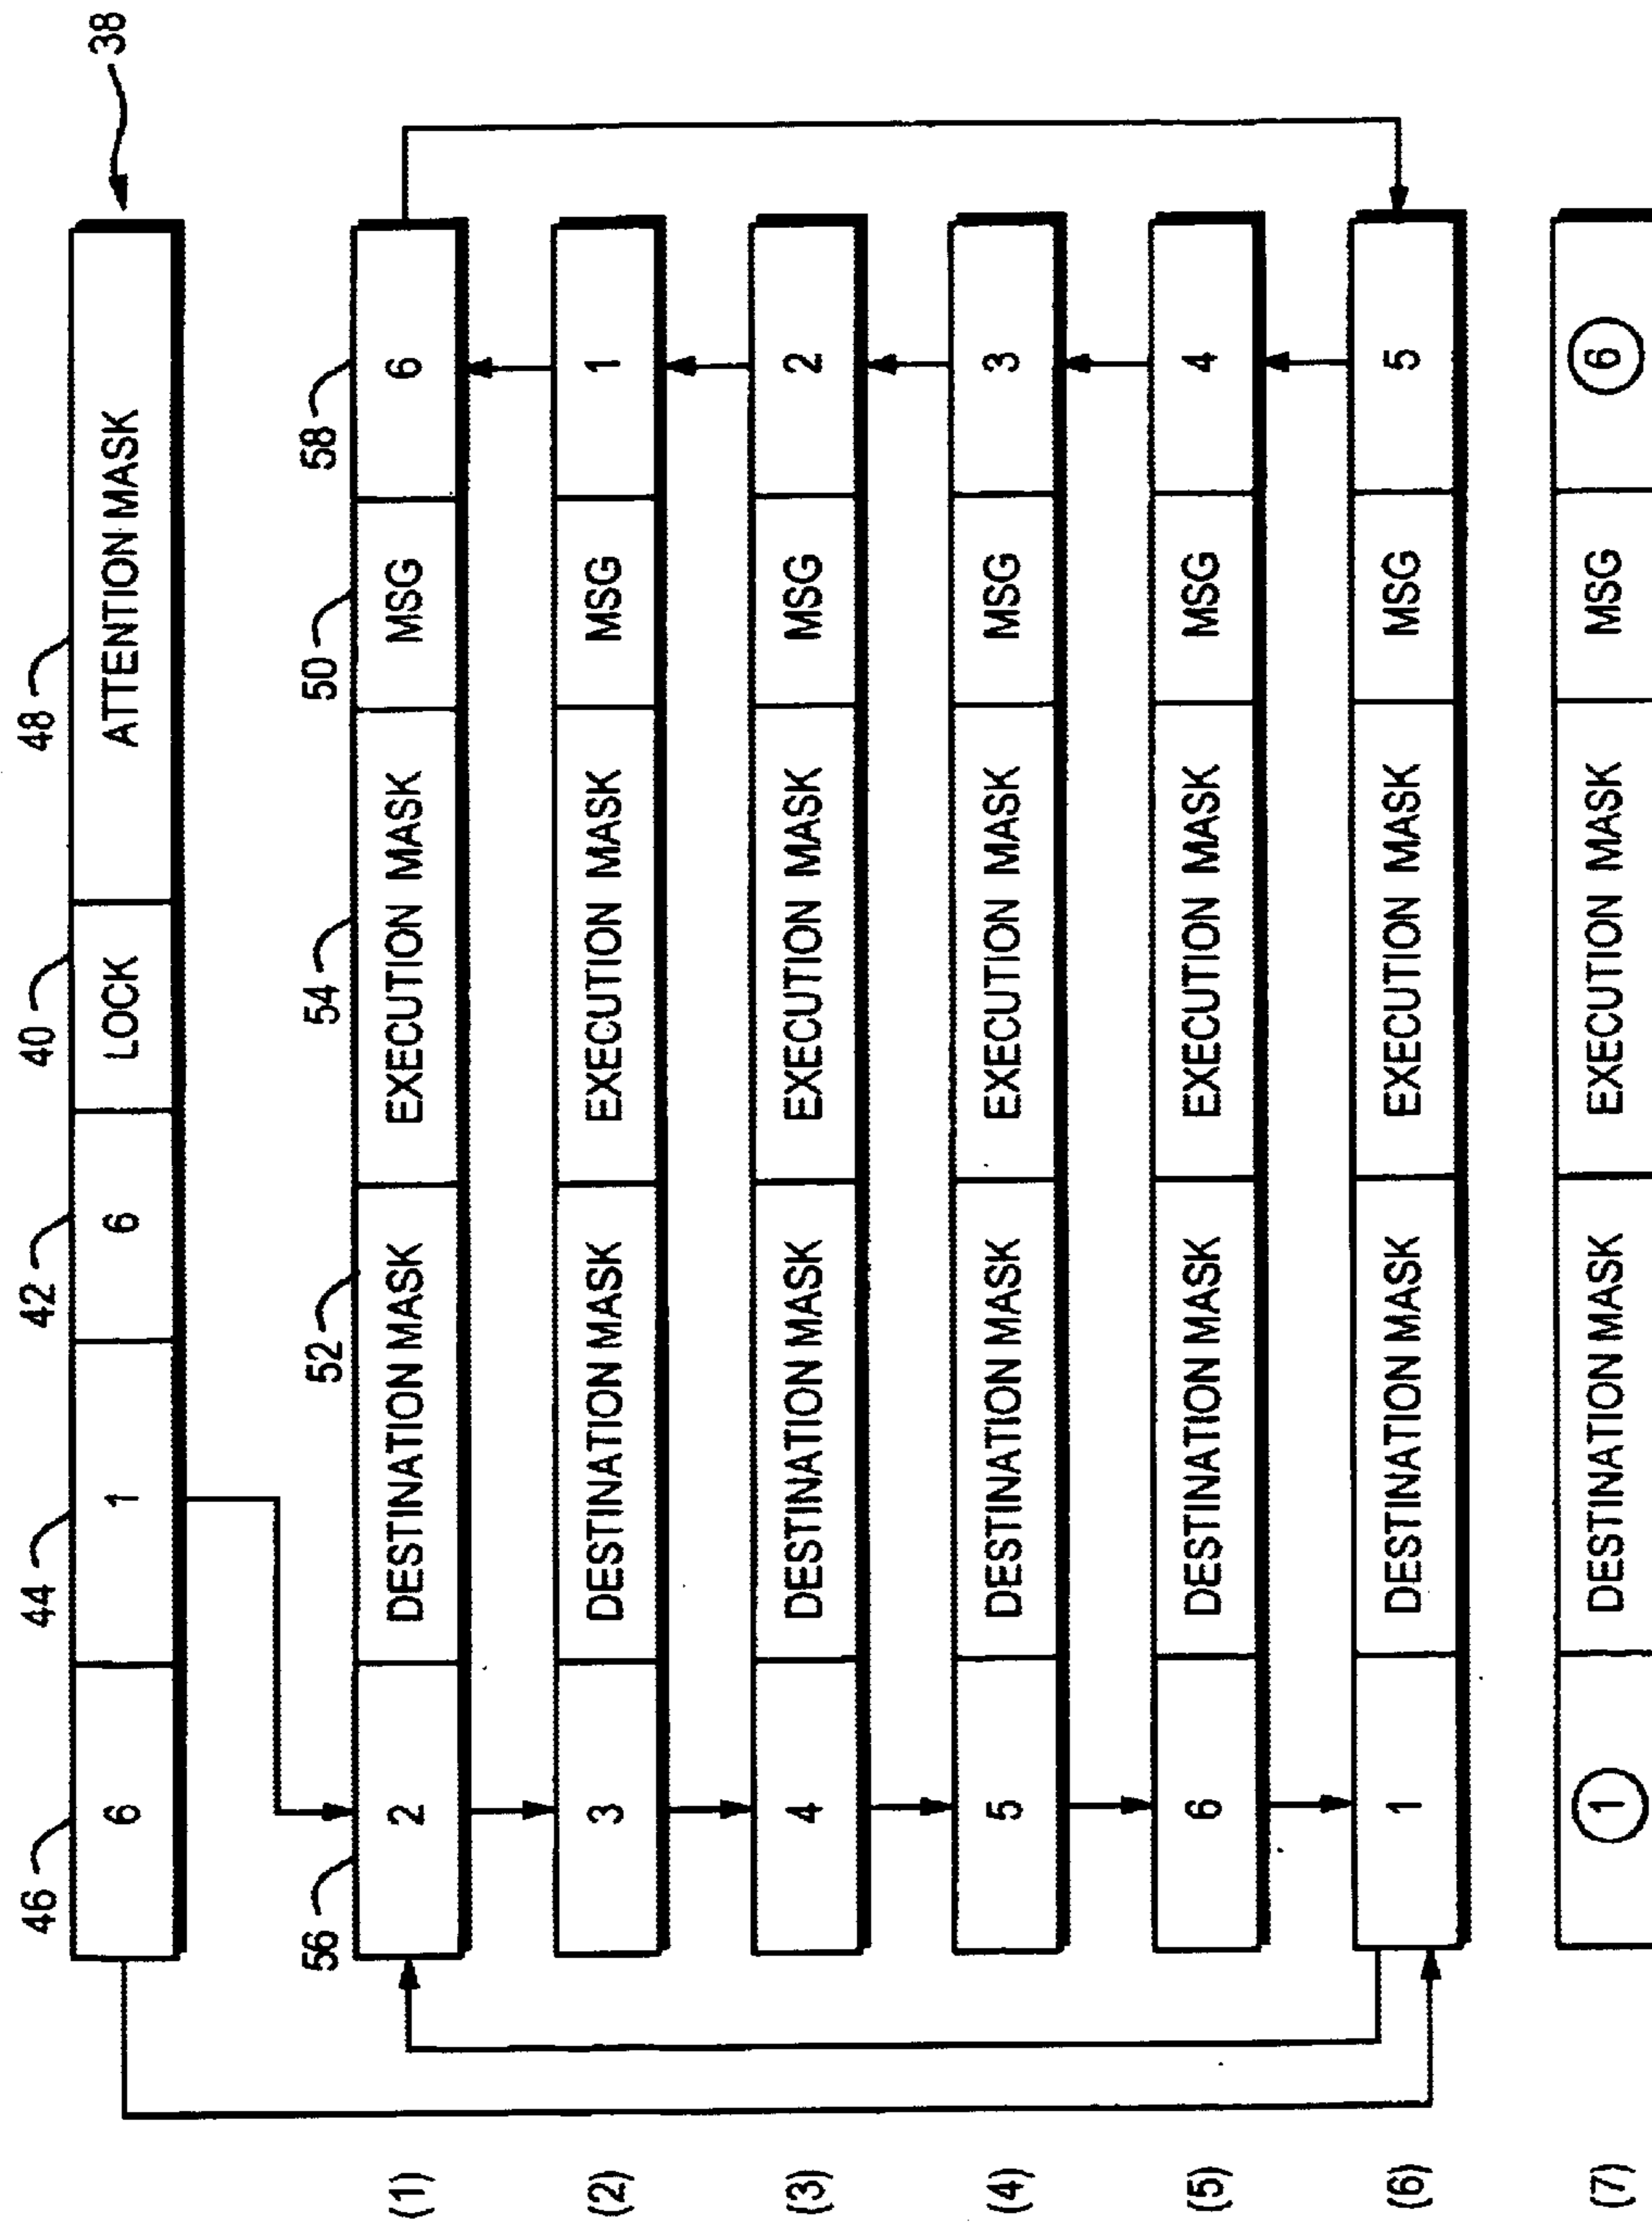 46 44 42 40 48
6 1 6 LOCK ATTENTION MASK 38
56 52 54 50 58
(1) 2 DESTINATION MASK EXECUTION MASK MSG 6
(2) 3 DESTINATION MASK EXECUTION MASK MSG 1
(3) 4 DESTINATION MASK EXECUTION MASK MSG 2
(4) 5 DESTINATION MASK EXECUTION MASK MSG 3
(5) 6 DESTINATION MASK EXECUTION MASK MSG 4
(6) 1 DESTINATION MASK EXECUTION MASK MSG 5
(7) 1 DESTINATION MASK EXECUTION MASK MSG 6